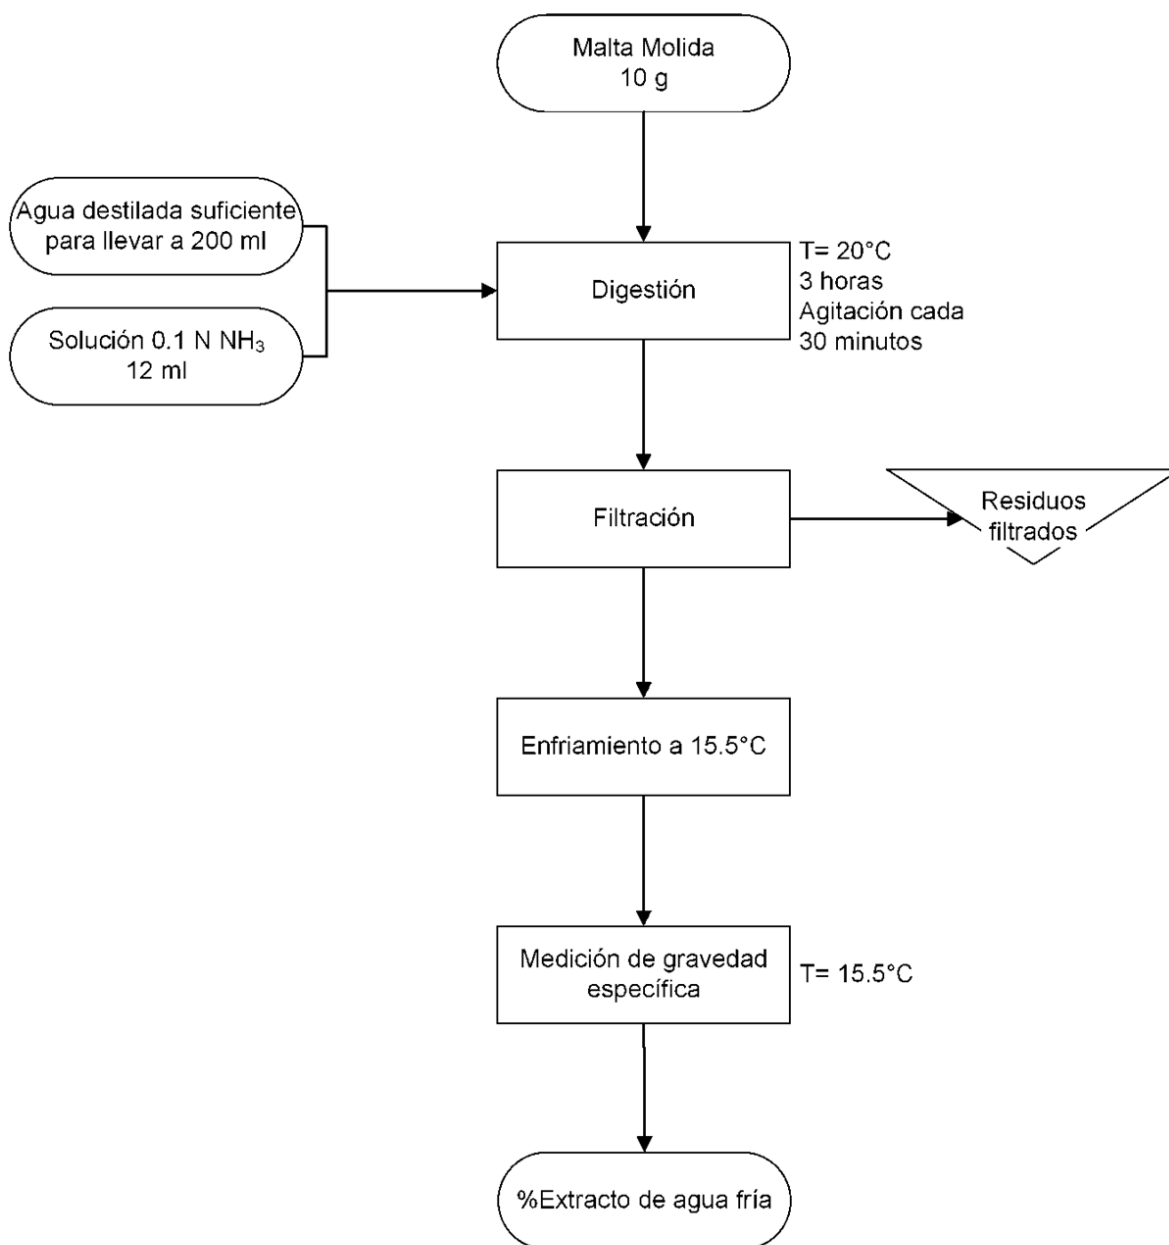 Malta Molida
10 g
Agua destilada suficiente
para llevar a 200 ml
Solución 0.1 N NH₃
12 ml
Digestión
T= 20°C
3 horas
Agitación cada
30 minutos
Filtración
Residuos
filtrados
Enfriamiento a 15.5°C
Medición de gravedad
específica
T= 15.5°C
%Extracto de agua fría